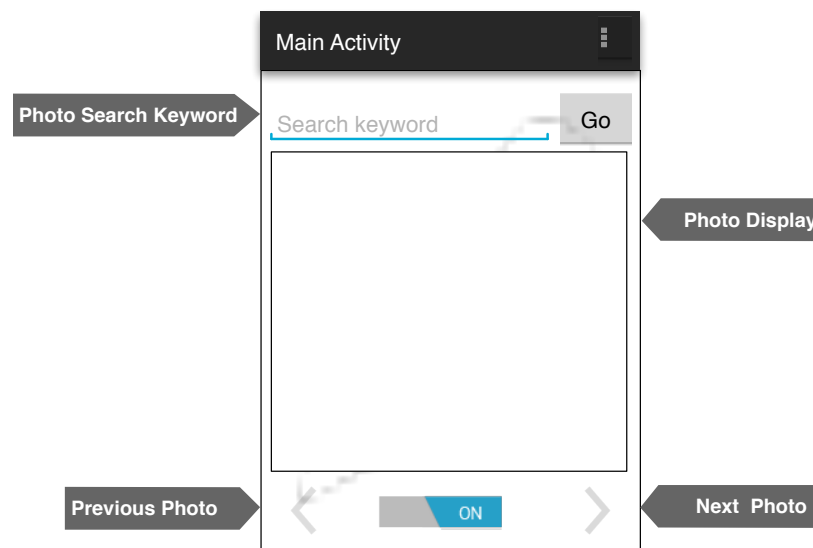 Main Activity
Photo Search Keyword
Search keyword
Go
Photo Display
Previous Photo
ON
Next Photo